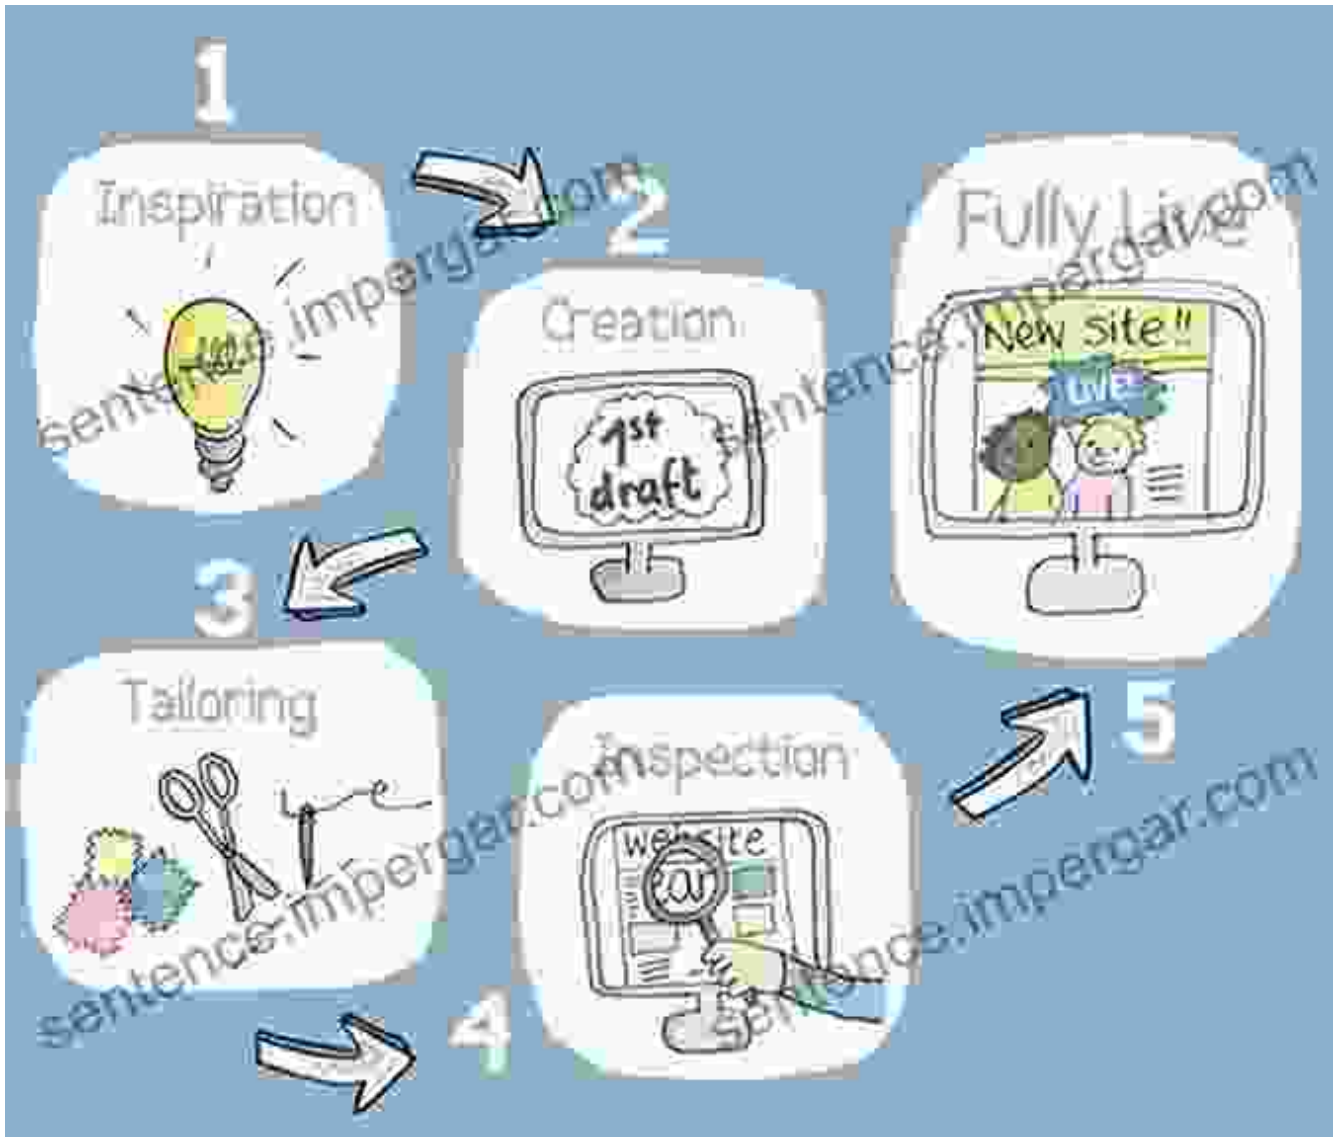 1
Inspiration
2
Creation
1st
draft
3
Tailoring
4
Inspection
website
5
Fully Live
New site!!
LIVE!
sentence.impergar.com
sentence.impergar.com
sentence.impergar.com
sentence.impergar.com